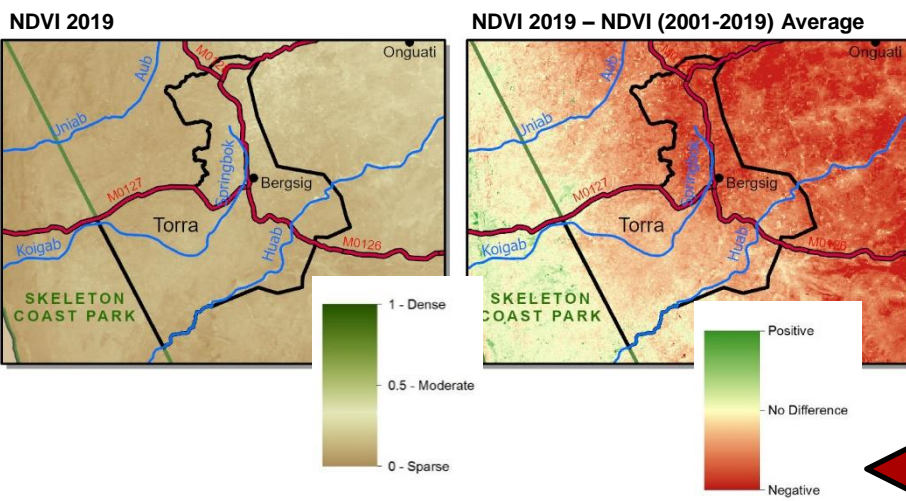 NDVI 2019
Onguati
M012
Aub
Uniab
Springbok
Bergsig
M0127
Torra
Koigab
Huab
M0126
SKELETON
COAST PARK
1 - Dense
0.5 - Moderate
0 - Sparse
NDVI 2019 – NDVI (2001-2019) Average
Onguati
Aub
Uniab
Springbok
Bergsig
M0127
Torra
Koigab
Huab
M0126
SKELETON
COAST PARK
Positive
No Difference
Negative